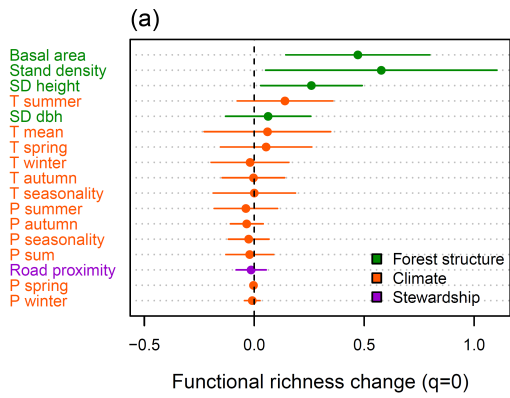 (a)
Basal area
Stand density
SD height
T summer
SD dbh
T mean
T spring
T winter
T autumn
T seasonality
P summer
P autumn
P seasonality
P sum
Road proximity
P spring
P winter
Forest structure
Climate
Stewardship
−0.5 0.0 0.5 1.0
Functional richness change (q=0)